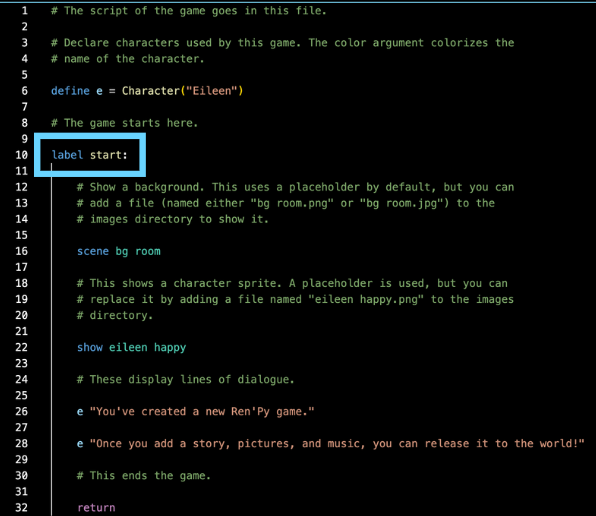 1 # The script of the game goes in this file.
2
3 # Declare characters used by this game. The color argument colorizes the
4 # name of the character.
5
6 define e = Character("Eileen")
7
8 # The game starts here.
9
10 label start:
11
12 # Show a background. This uses a placeholder by default, but you can
13 # add a file (named either "bg room.png" or "bg room.jpg") to the
14 # images directory to show it.
15
16 scene bg room
17
18 # This shows a character sprite. A placeholder is used, but you can
19 # replace it by adding a file named "eileen happy.png" to the images
20 # directory.
21
22 show eileen happy
23
24 # These display lines of dialogue.
25
26 e "You've created a new Ren'Py game."
27
28 e "Once you add a story, pictures, and music, you can release it to the world!"
29
30 # This ends the game.
31
32 return